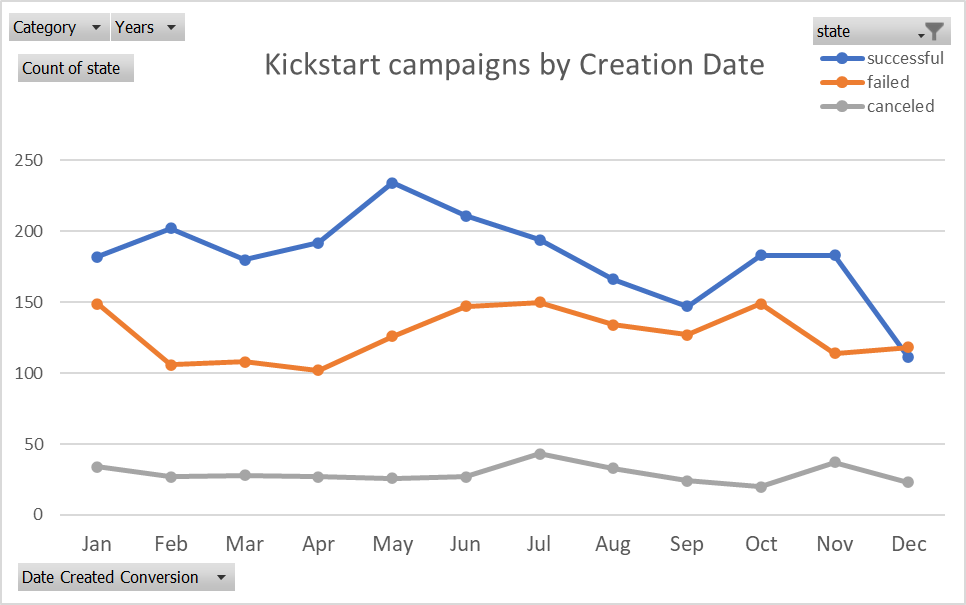 Category Years
Count of state
Kickstart campaigns by Creation Date
state
successful
failed
canceled
250
200
150
100
50
0
Jan Feb Mar Apr May Jun Jul Aug Sep Oct Nov Dec
Date Created Conversion